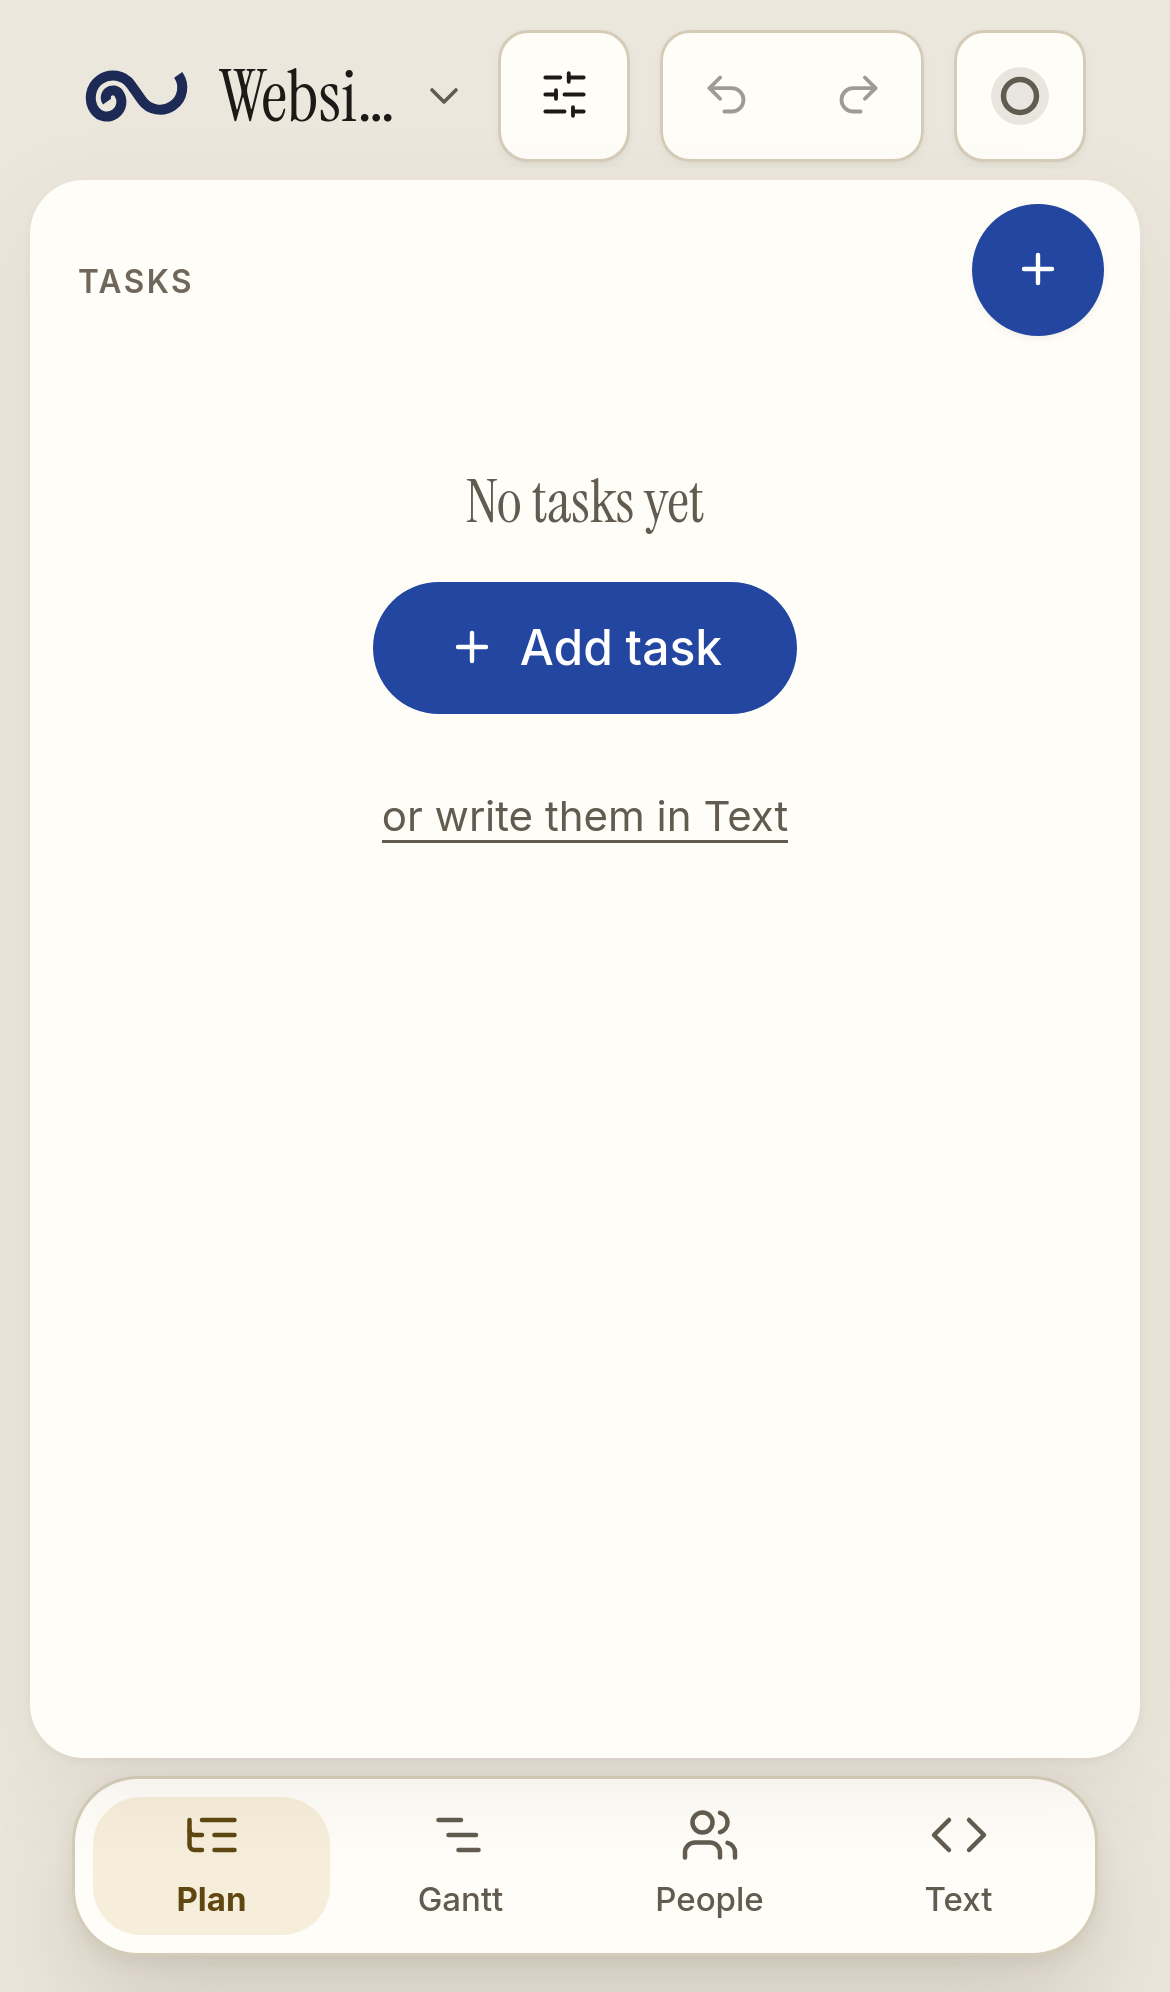 Websi...
TASKS
No tasks yet
Add task
or write them in Text
Plan
Gantt
People
Text